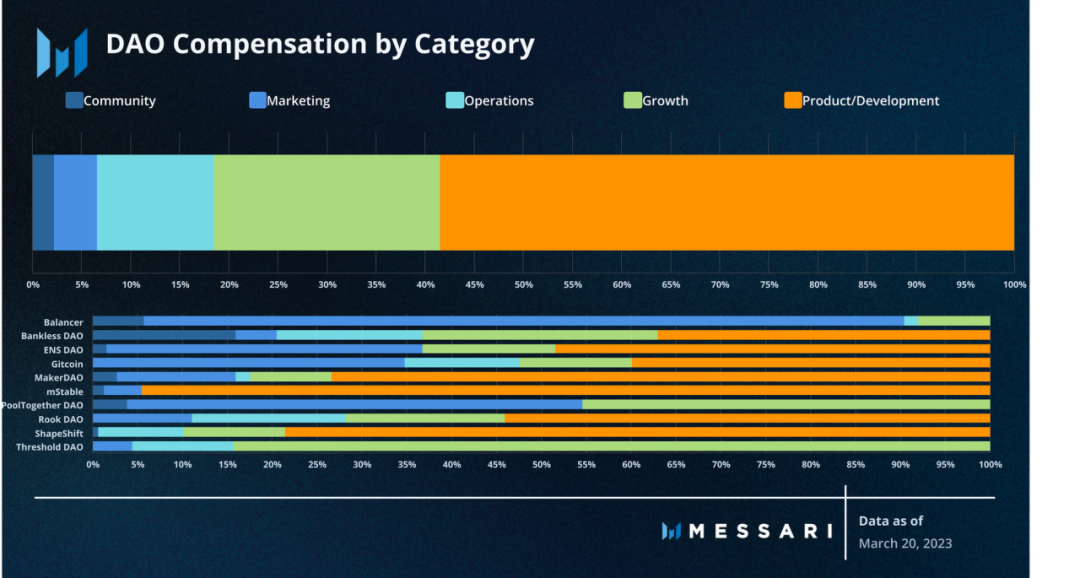 DAO Compensation by Category
Community Marketing Operations Growth Product/Development
0% 5% 10% 15% 20% 25% 30% 35% 40% 45% 50% 55% 60% 65% 70% 75% 80% 85% 90% 95% 100%
Balancer
Bankless DAO
ENS DAO
Gitcoin
MakerDAO
mStable
PoolTogether DAO
Rook DAO
ShapeShift
Threshold DAO
0% 5% 10% 15% 20% 25% 30% 35% 40% 45% 50% 55% 60% 65% 70% 75% 80% 85% 90% 95% 100%
MESSARI
Data as of
March 20, 2023